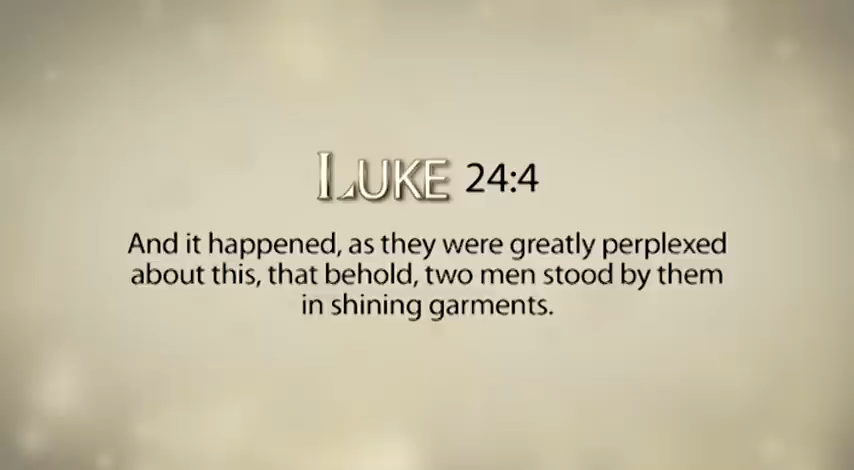 LUKE 24:4
And it happened, as they were greatly perplexed
about this, that behold, two men stood by them
in shining garments.